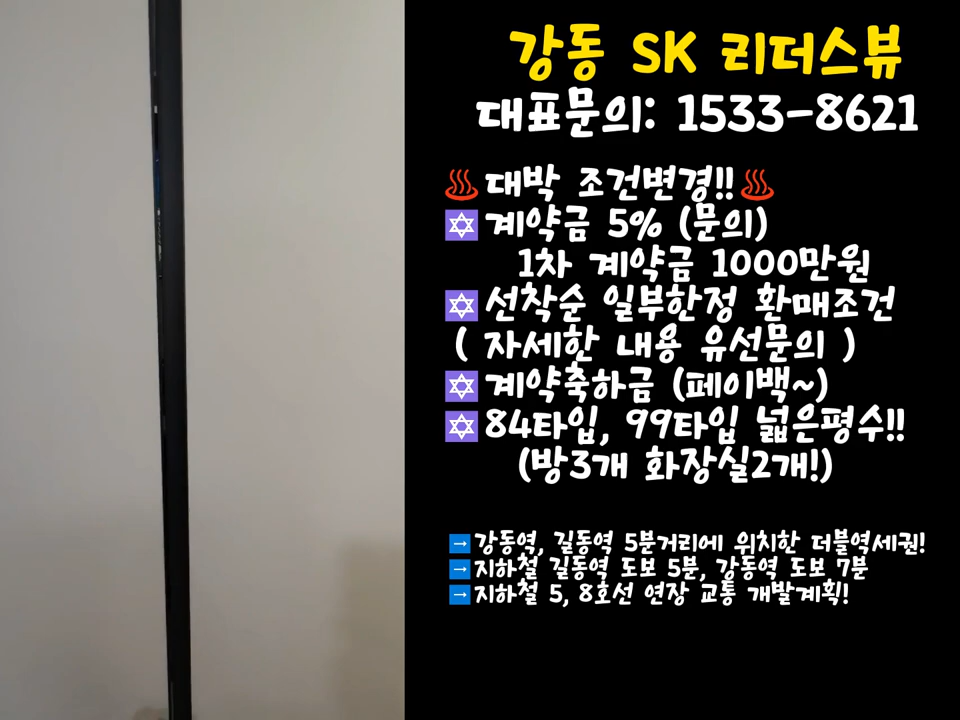 강동 SK 리더스뷰
대표문의: 1533-8621
♨대박 조건변경!!♨
✡계약금 5% (문의)
1차 계약금 1000만원
✡선착순 일부한정 환매조건
( 자세한 내용 유선문의 )
✡계약축하금 (페이백~)
✡84타입, 99타입 넓은평수!!
(방3개 화장실2개!)
➡강동역, 길동역 5분거리에 위치한 더블역세권!
➡지하철 길동역 도보 5분, 강동역 도보 7분
➡지하철 5, 8호선 연장 교통 개발계획!